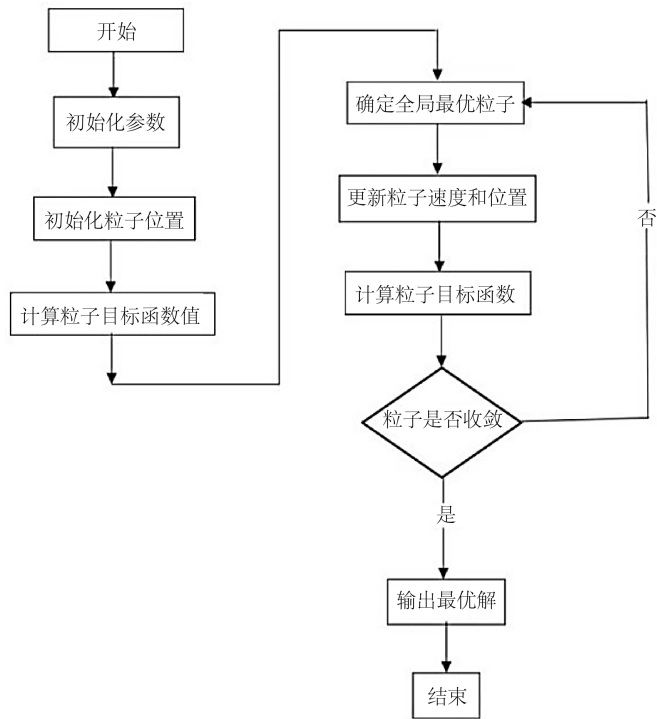 开始
初始化参数
初始化粒子位置
计算粒子目标函数值
确定全局最优粒子
更新粒子速度和位置
计算粒子目标函数
粒子是否收敛
否
是
输出最优解
结束